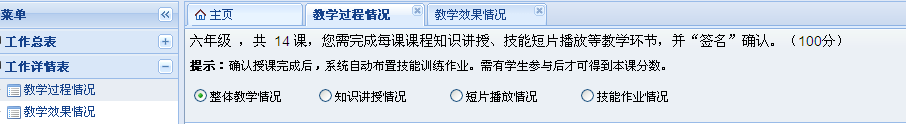 菜单
主页 教学过程情况 教学效果情况
工作总表
六年级 ，共 14 课，您需完成每课课程知识讲授、技能短片播放等教学环节，并“签名”确认。（100分）
工作详情表
提示：确认授课完成后，系统自动布置技能训练作业。需有学生参与后才可得到本课分数。
教学过程情况
教学效果情况
整体教学情况 知识讲授情况 短片播放情况 技能作业情况